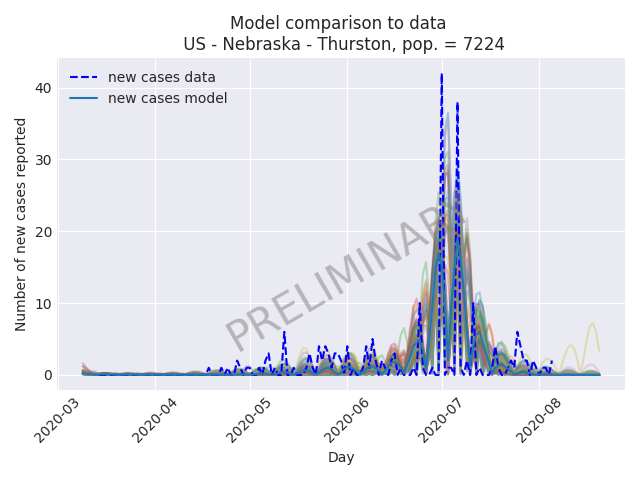 Model comparison to data
US - Nebraska - Thurston, pop. = 7224
new cases data
new cases model
PRELIMINARY
Number of new cases reported
40
30
20
10
0
2020-03
2020-04
2020-05
2020-06
2020-07
2020-08
Day